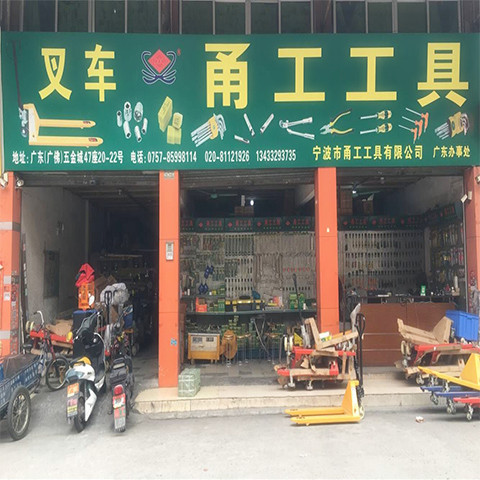 叉车 甬工工具
地址:广东(广佛)五金城47座20-22号 电话:0757-85998114 020-81121926 13433293735 宁波市甬工工具有限公司 广东办事处